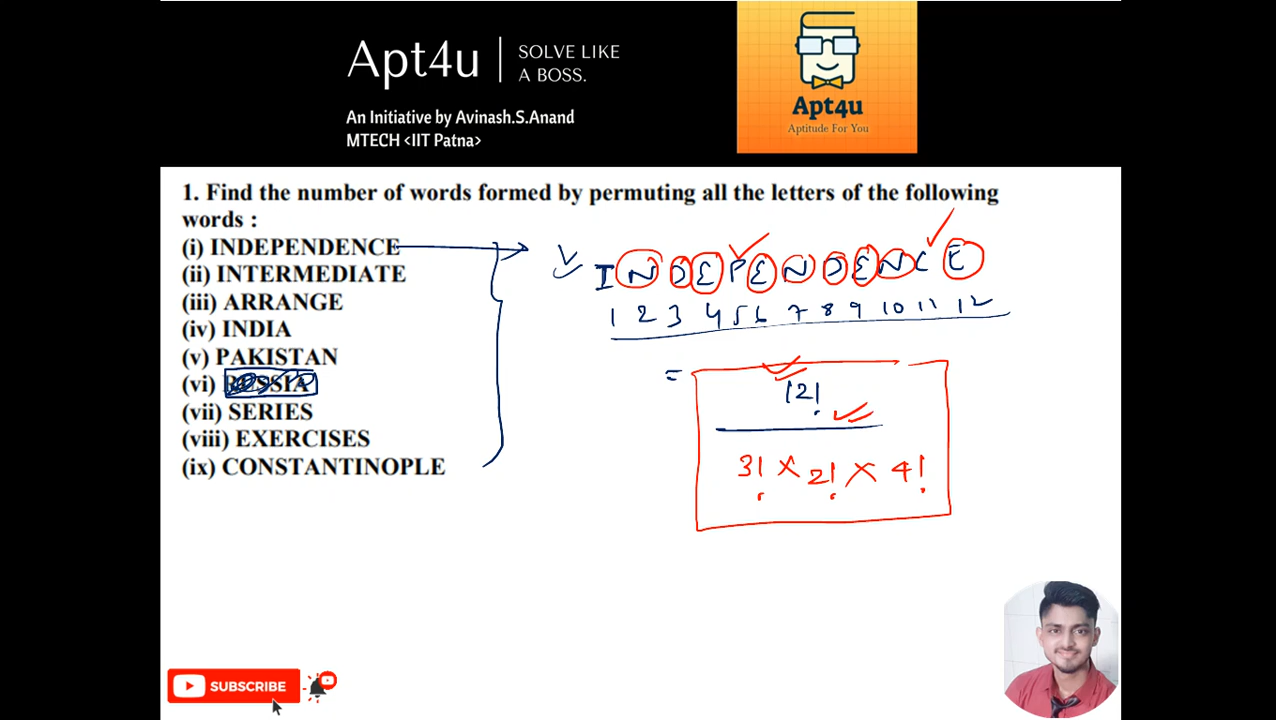 Apt4u
SOLVE LIKE
A BOSS.
An Initiative by Avinash.S.Anand
MTECH <IIT Patna>
Apt4u
Aptitude For You
1. Find the number of words formed by permuting all the letters of the following
words :
(i) INDEPENDENCE
(ii) INTERMEDIATE
(iii) ARRANGE
(iv) INDIA
(v) PAKISTAN
(vi) RUSSIA
(vii) SERIES
(viii) EXERCISES
(ix) CONSTANTINOPLE
I N D E P E N D E N C E
1 2 3 4 5 6 7 8 9 10 11 12
=
12!
3! × 2! × 4!
SUBSCRIBE